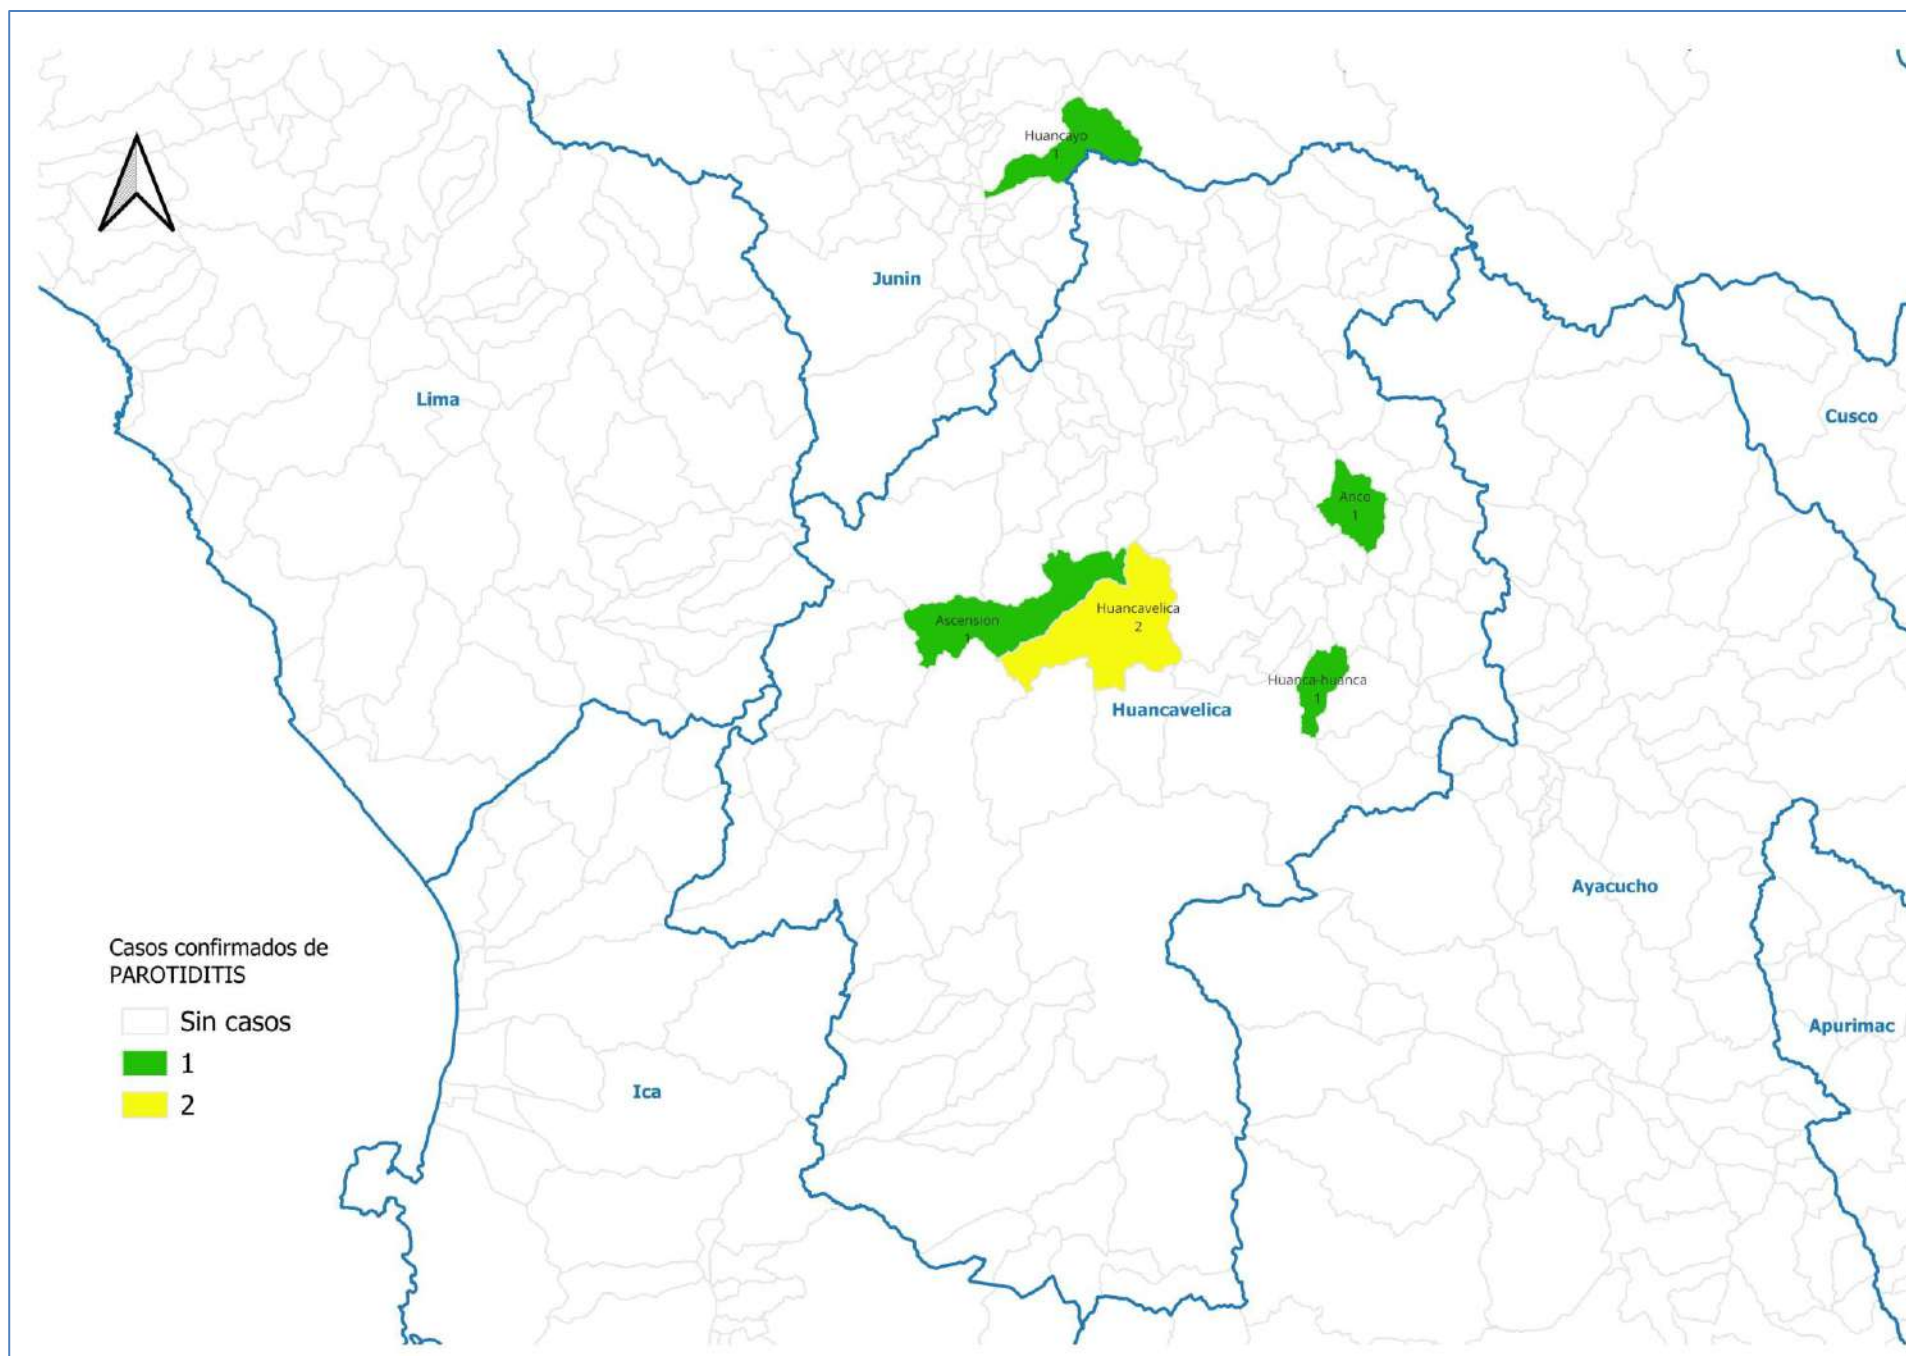 Huancayo
1
Junin
Lima
Cusco
Anco
1
Ascension
1
Huancavelica
2
Huanca-huanca
1
Huancavelica
Ayacucho
Casos confirmados de
PAROTIDITIS
Sin casos
1
2
Apurimac
Ica